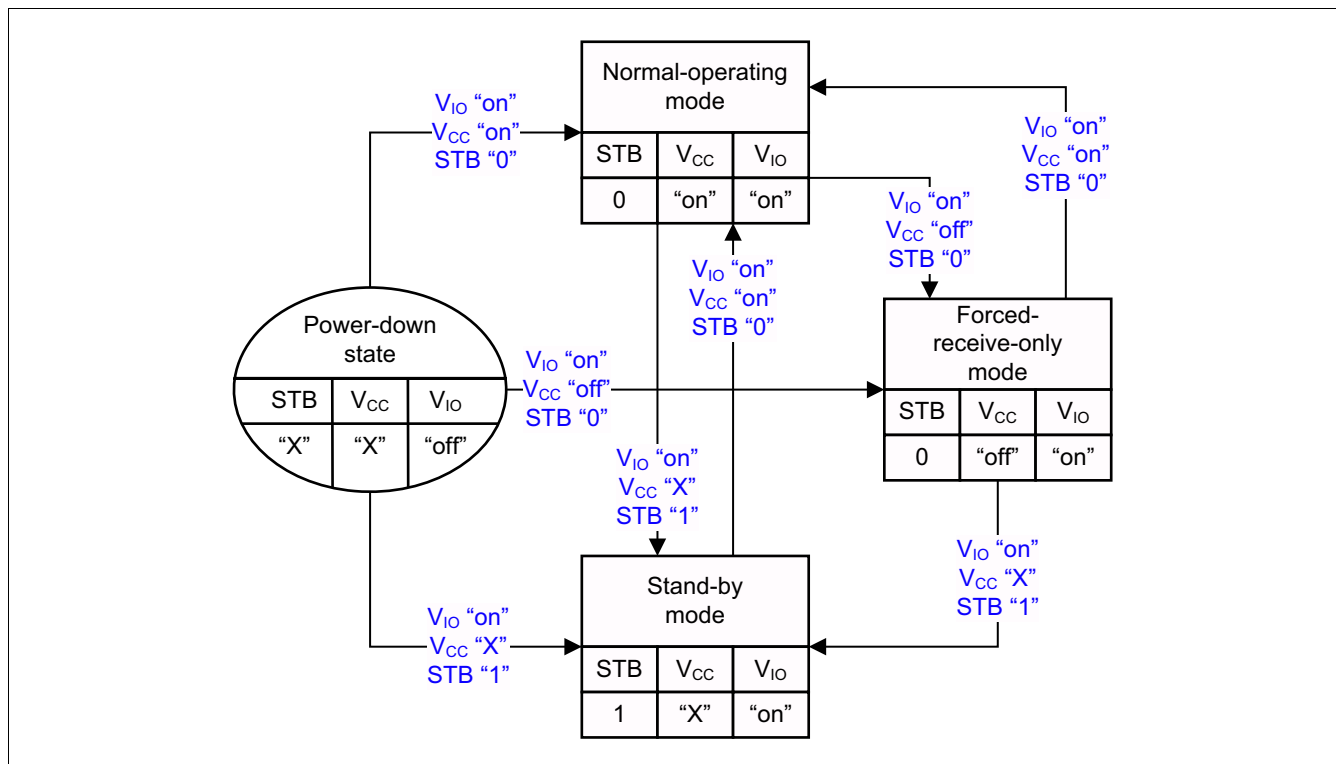 Normal-operating
mode
STB VCC VIO
0 “on” “on”
VIO “on”
VCC “on”
STB “0”
VIO “on”
VCC “on”
STB “0”
VIO “on”
VCC “off”
STB “0”
VIO “on”
VCC “on”
STB “0”
Power-down
state
STB VCC VIO
“X” “X” “off”
VIO “on”
VCC “off”
STB “0”
Forced-
receive-only
mode
STB VCC VIO
0 “off” “on”
VIO “on”
VCC “X”
STB “1”
VIO “on”
VCC “X”
STB “1”
VIO “on”
VCC “X”
STB “1”
Stand-by
mode
STB VCC VIO
1 “X” “on”